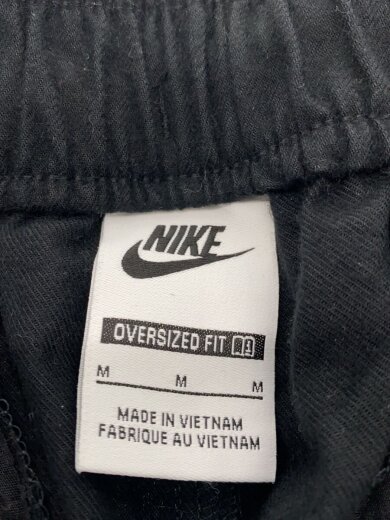 NIKE
OVERSIZED FIT
M M M
MADE IN VIETNAM
FABRIQUE AU VIETNAM